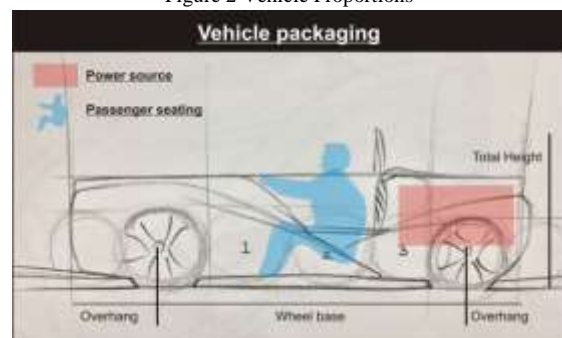 Figure 2 Vehicle Proportions
Vehicle packaging
Power source
Passenger seating
Total Height
1
2
3
Overhang
Wheel base
Overhang